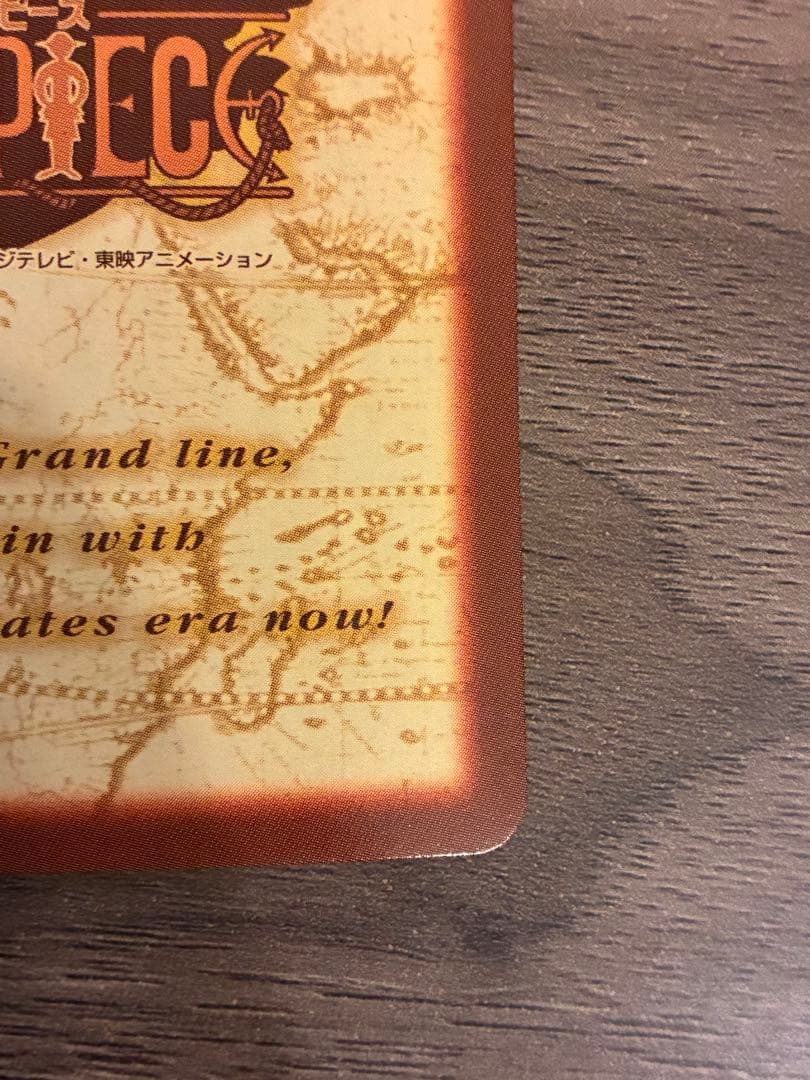 ピース
PIECE
ジテレビ・東映アニメーション
Grand line,
in with
ates era now!